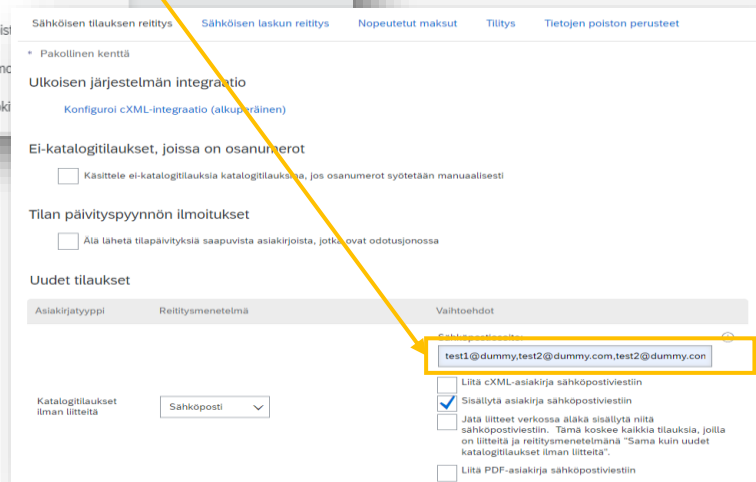 Sähköisen tilauksen reititys Sähköisen laskun reititys Nopeutetut maksut Tilitys Tietojen poiston perusteet
* Pakollinen kenttä
Ulkoisen järjestelmän integraatio
Konfiguroi cXML-integraatio (alkuperäinen)
Ei-katalogitilaukset, joissa on osanumerot
Käsittele ei-katalogitilauksia katalogitilauksina, jos osanumerot syötetään manuaalisesti
Tilan päivityspyynnön ilmoitukset
Älä lähetä tilapäivityksiä saapuvista asiakirjoista, jotka ovat odotusjonossa
Uudet tilaukset
Asiakirjatyyppi Reititysmenetelmä Vaihtoehdot
test1@dummy,test2@dummy.com,test2@dummy.com
Liitä cXML-asiakirja sähköpostiviestiin
Katalogitilaukset
ilman liitteitä
Sähköposti
Sisällytä asiakirja sähköpostiviestiin
Jätä liitteet verkossa äläkä sisällytä niitä
sähköpostiviestiin. Tämä koskee kaikkia tilauksia, joilla
on liitteitä ja reititysmenetelmänä "Sama kuin uudet
katalogitilaukset ilman liitteitä".
Liitä PDF-asiakirja sähköpostiviestiin